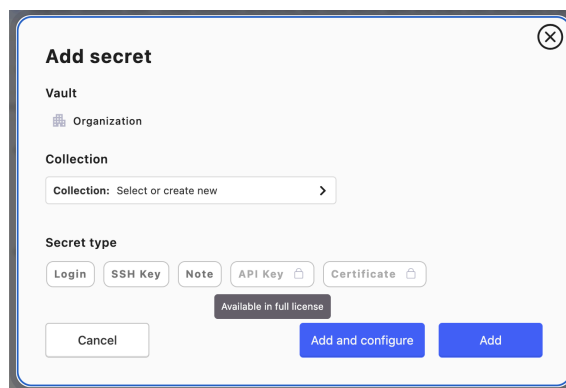 Add secret
Vault
Organization
Collection
Collection: Select or create new
Secret type
Login SSH Key Note API Key Certificate
Available in full license
Cancel Add and configure Add